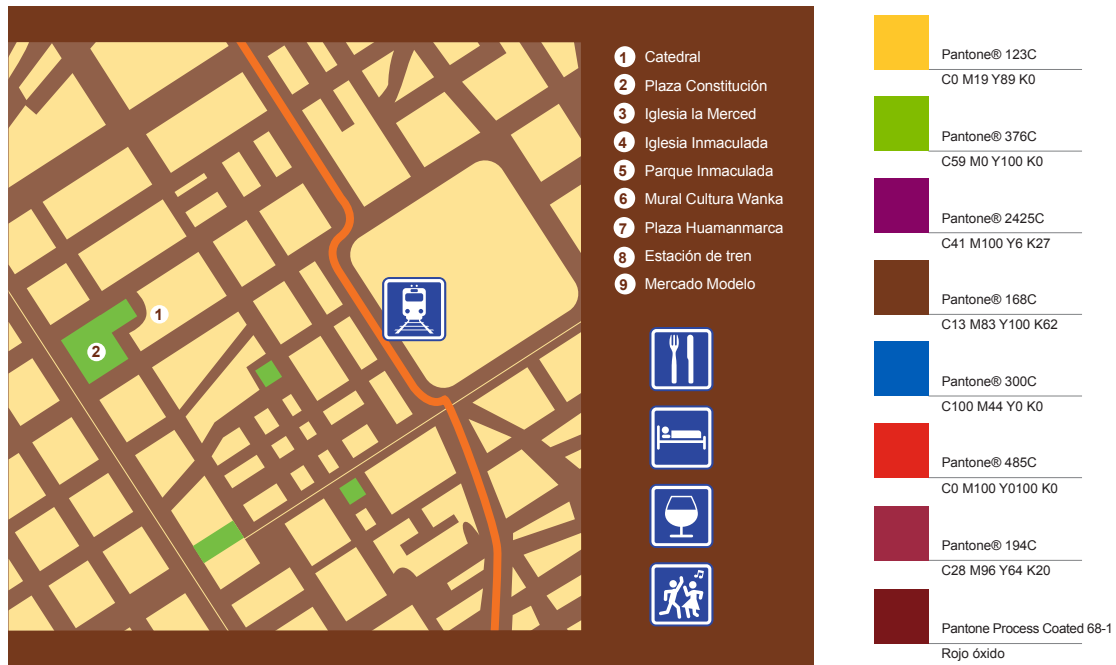 1 Catedral
2 Plaza Constitución
3 Iglesia la Merced
4 Iglesia Inmaculada
5 Parque Inmaculada
6 Mural Cultura Wanka
7 Plaza Huamanmarca
8 Estación de tren
9 Mercado Modelo
1
2
Pantone® 123C
C0 M19 Y89 K0
Pantone® 376C
C59 M0 Y100 K0
Pantone® 2425C
C41 M100 Y6 K27
Pantone® 168C
C13 M83 Y100 K62
Pantone® 300C
C100 M44 Y0 K0
Pantone® 485C
C0 M100 Y0100 K0
Pantone® 194C
C28 M96 Y64 K20
Pantone Process Coated 68-1
Rojo óxido